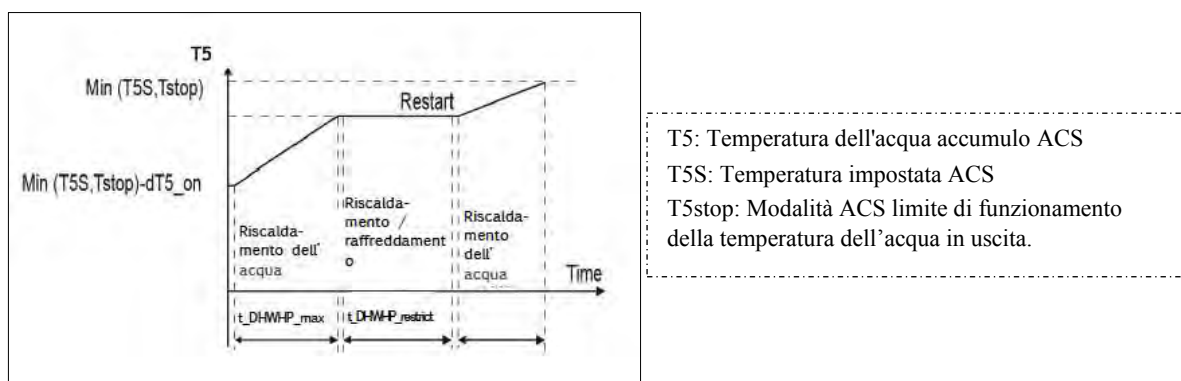 T5
Min (T5S,Tstop)
Restart
Min (T5S,Tstop)-dT5_on
Riscalda-
mento dell'
acqua
Riscalda-
mento /
raffreddament
o
Riscalda-
mento
dell'
acqua
Time
t_DHWHP_max
t_DHWHP_restrict
T5: Temperatura dell'acqua accumulo ACS
T5S: Temperatura impostata ACS
T5stop: Modalità ACS limite di funzionamento
della temperatura dell’acqua in uscita.